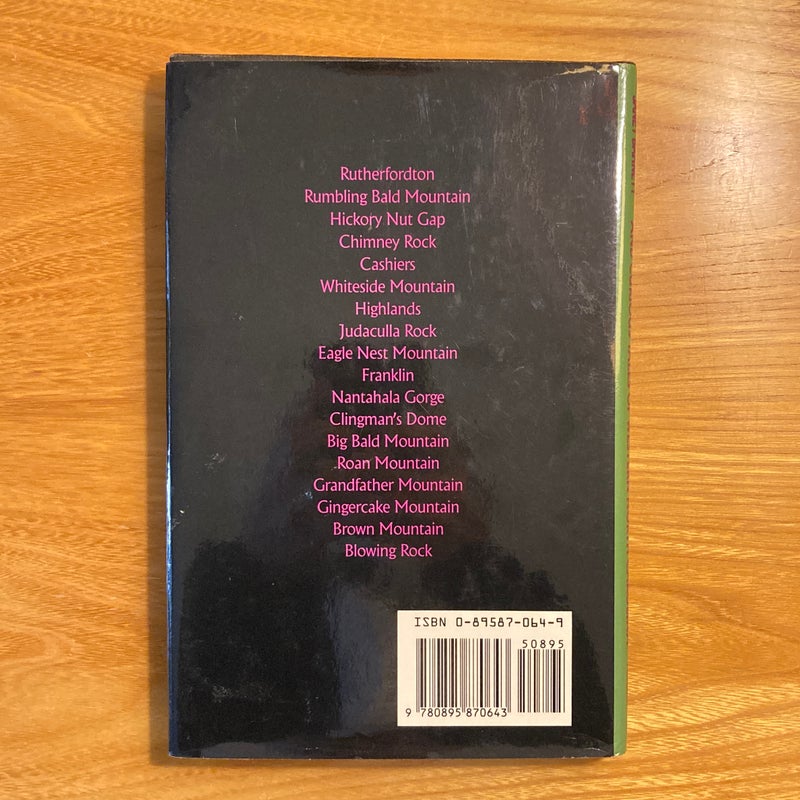 Rutherfordton
Rumbling Bald Mountain
Hickory Nut Gap
Chimney Rock
Cashiers
Whiteside Mountain
Highlands
Judaculla Rock
Eagle Nest Mountain
Franklin
Nantahala Gorge
Clingman's Dome
Big Bald Mountain
Roan Mountain
Grandfather Mountain
Gingercake Mountain
Brown Mountain
Blowing Rock
ISBN 0-89587-064-9
50895
9 780895 870643